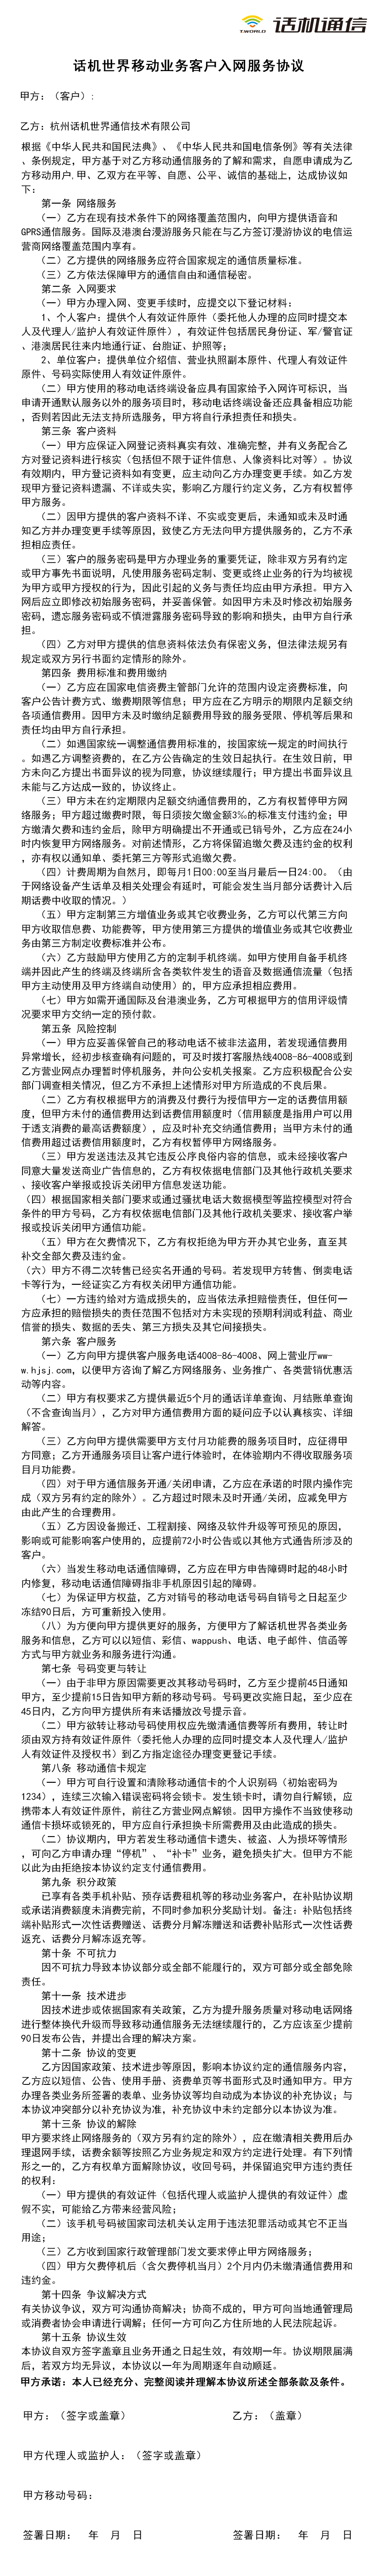 T.WORLD 话机通信
话机世界移动业务客户入网服务协议
甲方：（客户）：
乙方：杭州话机世界通信技术有限公司
根据《中华人民共和国民法典》、《中华人民共和国电信条例》等有关法律
、条例规定，甲方基于对乙方移动通信服务的了解和需求，自愿申请成为乙
方移动用户，甲、乙双方在平等、自愿、公平、诚信的基础上，达成协议如
下：
第一条 网络服务
（一）乙方在现有技术条件下的网络覆盖范围内，向甲方提供语音和
GPRS通信服务。国际及港澳台漫游服务只能在与乙方签订漫游协议的电信运
营商网络覆盖范围内享有。
（二）乙方提供的网络服务应符合国家规定的通信质量标准。
（三）乙方依法保障甲方的通信自由和通信秘密。
第二条 入网要求
（一）甲方办理入网、变更手续时，应提交以下登记材料：
1、个人客户：提供个人有效证件原件（委托他人办理的应同时提交本
人及代理人/监护人有效证件原件），有效证件包括居民身份证、军/警官证
、港澳居民往来内地通行证、台胞证、护照等；
2、单位客户：提供单位介绍信、营业执照副本原件、代理人有效证件
原件、号码实际使用人有效证件原件。
（二）甲方使用的移动电话终端设备应具有国家给予入网许可标识，当
申请开通默认服务以外的服务项目时，移动电话终端设备还应具备相应功能
，否则若因此无法支持所选服务，甲方将自行承担责任和损失。
第三条 客户资料
（一）甲方应保证入网登记资料真实有效、准确完整，并有义务配合乙
方对登记资料进行核实（包括但不限于证件信息、人像资料比对等）。协议
有效期内，甲方登记资料如有变更，应主动向乙方办理变更手续。如乙方发
现甲方登记资料遗漏、不详或失实，影响乙方履行约定义务，乙方有权暂停
甲方服务。
（二）因甲方提供的客户资料不详、不实或变更后，未通知或未及时通
知乙方并办理变更手续等原因，致使乙方无法向甲方提供服务的，乙方不承
担相应责任。
（三）客户的服务密码是甲方办理业务的重要凭证，除非双方另有约定
或甲方事先书面说明，凡使用服务密码定制、变更或终止业务的行为均被视
为甲方或甲方授权的行为，因此引起的义务与责任均应由甲方承担。甲方入
网后应立即修改初始服务密码，并妥善保管。如因甲方未及时修改初始服务
密码，遗忘服务密码或不慎泄露服务密码导致的影响和损失，由甲方自行承
担。
（四）乙方对甲方提供的信息资料依法负有保密义务，但法律法规另有
规定或双方另行书面约定情形的除外。
第四条 费用标准和费用缴纳
（一）乙方应在国家电信资费主管部门允许的范围内设定资费标准，向
客户公告计费方式、缴费期限等信息；甲方应在乙方明示的期限内足额交纳
各项通信费用。因甲方未及时缴纳足额费用导致的服务受限、停机等后果和
责任均由甲方自行承担。
（二）如遇国家统一调整通信费用标准的，按国家统一规定的时间执行
。如遇乙方调整资费的，在乙方公告确定的生效日起执行。在生效日前，甲
方未向乙方提出书面异议的视为同意，协议继续履行；甲方提出书面异议且
未能与乙方达成一致的，协议终止。
（三）甲方未在约定期限内足额交纳通信费用的，乙方有权暂停甲方网
络服务；甲方超过缴费时限，每日须按欠缴金额3‰的标准支付违约金；甲
方缴清欠费和违约金后，除甲方明确提出不开通或已销号外，乙方应在24小
时内恢复甲方网络服务。对前述情形，乙方将保留追缴欠费及违约金的权利
，亦有权以通知单、委托第三方等形式追缴欠费。
（四）计费周期为自然月，即每月1日00:00至当月最后一日24:00。（由
于网络设备产生话单及相关处理会有延时，可能会发生当月部分话费计入后
期话费中收取的情况。）
（五）甲方定制第三方增值业务或其它收费业务，乙方可以代第三方向
甲方收取信息费、功能费等，甲方使用第三方提供的增值业务或其它收费业
务由第三方制定收费标准并公布。
（六）乙方鼓励甲方使用乙方的定制手机终端。如甲方使用自备手机终
端并因此产生的终端及终端所含各类软件发生的语音及数据通信流量（包括
甲方主动使用及甲方终端自动使用）的，甲方应承担相应费用。
（七）甲方如需开通国际及台港澳业务，乙方可根据甲方的信用评级情
况要求甲方交纳一定的预付款。
第五条 风险控制
（一）甲方应妥善保管自己的移动电话不被非法盗用，若发现通信费用
异常增长，经初步核查确有问题的，可及时拨打客服热线4008-86-4008或到
乙方营业网点办理暂时停机服务，并向公安机关报案。乙方应积极配合公安
部门调查相关情况，但乙方不承担上述情形对甲方所造成的不良后果。
（二）乙方有权根据甲方的消费及付费行为授信甲方一定的话费信用额
度，但甲方未付的通信费用达到话费信用额度时（信用额度是指用户可以用
于透支消费的最高话费额度），应及时补充交纳通信费用；当甲方未付的通
信费用超过话费信用额度时，乙方有权暂停甲方网络服务。
（三）甲方发送违法及其它违反公序良俗内容的信息，或未经接收客户
同意大量发送商业广告信息的，乙方有权依据电信部门及其他行政机关要求
、接收客户举报或投诉关闭甲方信息发送功能。
（四）根据国家相关部门要求或通过骚扰电话大数据模型等监控模型对符合
条件的甲方号码，乙方有权依据电信部门及其他行政机关要求、接收客户举
报或投诉关闭甲方通信功能。
（五）甲方在欠费情况下，乙方有权拒绝为甲方开办其它业务，直至其
补交全部欠费及违约金。
（六）甲方不得二次转售已经实名开通的号码。若发现甲方转售、倒卖电话
卡等行为，一经证实乙方有权关闭甲方通信功能。
（七）一方违约给对方造成损失的，应当依法承担赔偿责任，但任何一
方应承担的赔偿损失的责任范围不包括对方未实现的预期利润或利益、商业
信誉的损失、数据的丢失、第三方损失及其它间接损失。
第六条 客户服务
（一）乙方向甲方提供客户服务电话4008-86-4008、网上营业厅ww-
w.hjsj.com，以便甲方咨询了解乙方网络服务、业务推广、各类营销优惠活
动等内容。
（二）甲方有权要求乙方提供最近5个月的通话详单查询、月结账单查询
（不含查询当月），乙方对甲方通信费用方面的疑问应予以认真核实、详细
解答。
（三）乙方向甲方提供需要甲方支付月功能费的服务项目时，应征得甲
方同意；乙方开通服务项目让客户进行体验时，在体验期内不得收取服务项
目月功能费。
（四）对于甲方通信服务开通/关闭申请，乙方应在承诺的时限内操作完
成（双方另有约定的除外）。乙方超过时限未及时开通/关闭，应减免甲方
由此产生的合理费用。
（五）乙方因设备搬迁、工程割接、网络及软件升级等可预见的原因，
影响或可能影响客户使用的，应提前72小时公告或以其他方式通告所涉及的
客户。
（六）当发生移动电话通信障碍，乙方应在甲方申告障碍时起的48小时
内修复，移动电话通信障碍指非手机原因引起的障碍。
（七）为保证甲方权益，乙方对销号的移动电话号码自销号之日起至少
冻结90日后，方可重新投入使用。
（八）为方便向甲方提供更好的服务，方便甲方了解话机世界各类业务
服务和信息，乙方可以以短信、彩信、wappush、电话、电子邮件、信函等
方式与甲方就业务和服务进行沟通。
第七条 号码变更与转让
（一）由于非甲方原因需要更改其移动号码时，乙方至少提前45日通知
甲方，至少提前15日告知甲方新的移动号码。号码更改实施日起，至少应在
45日内，乙方向甲方提供所有来话播放改号提示音。
（二）甲方欲转让移动号码使用权应先缴清通信费等所有费用，转让时
须由双方持有效证件原件（委托他人办理的应同时提交本人及代理人/监护
人有效证件及授权书）到乙方指定途径办理变更登记手续。
第八条 移动通信卡规定
（一）甲方可自行设置和清除移动通信卡的个人识别码（初始密码为
1234），连续三次输入错误密码将会锁卡。发生锁卡时，请勿自行解锁，应
携带本人有效证件原件，前往乙方营业网点解锁。因甲方操作不当致使移动
通信卡损坏或锁死的，甲方应自行承担换卡所需费用及由此造成的损失。
（二）协议期内，甲方若发生移动通信卡遗失、被盗、人为损坏等情形
，可向乙方申请办理“停机”、“补卡”业务，避免损失扩大。但甲方不能
以此为由拒绝按本协议约定支付通信费用。
第九条 积分政策
已享有各类手机补贴、预存话费租机等的移动业务客户，在补贴协议期
或承诺消费额度未消费完前，不同时参加积分奖励计划。备注：补贴包括终
端补贴形式一次性话费赠送、话费分月解冻赠送和话费补贴形式一次性话费
返充、话费分月解冻返充等。
第十条 不可抗力
因不可抗力导致本协议部分或全部不能履行的，双方可部分或全部免除
责任。
第十一条 技术进步
因技术进步或依据国家有关政策，乙方为提升服务质量对移动电话网络
进行整体换代升级而导致移动通信服务无法继续履行的，乙方应该至少提前
90日发布公告，并提出合理的解决方案。
第十二条 协议的变更
乙方因国家政策、技术进步等原因，影响本协议约定的通信服务内容，
乙方应以短信、公告、使用手册、资费单页等书面形式及时通知甲方。甲方
办理各类业务所签署的表单、业务协议等均自动成为本协议的补充协议；与
本协议冲突部分以补充协议为准，补充协议中未约定部分以本协议为准。
第十三条 协议的解除
甲方要求终止网络服务的（双方另有约定的除外），应在缴清相关费用后办
理退网手续，话费余额等按照乙方业务规定和双方约定进行处理。有下列情
形之一的，乙方有权单方面解除协议，收回号码，并保留追究甲方违约责任
的权利：
（一）甲方提供的有效证件（包括代理人或监护人提供的有效证件）虚
假不实，可能给乙方带来经营风险；
（二）该手机号码被国家司法机关认定用于违法犯罪活动或其它不正当
用途；
（三）乙方收到国家行政管理部门发文要求停止甲方网络服务；
（四）甲方欠费停机后（含欠费停机当月）2个月内仍未缴清通信费用和
违约金。
第十四条 争议解决方式
有关协议争议，双方可沟通协商解决；协商不成的，甲方可向当地通管理局
或消费者协会申请进行调解；任何一方可向乙方住所地的人民法院起诉。
第十五条 协议生效
本协议自双方签字盖章且业务开通之日起生效，有效期一年。协议期限届满
后，若双方均无异议，本协议以一年为周期逐年自动顺延。
甲方承诺：本人已经充分、完整阅读并理解本协议所述全部条款及条件。
甲方：（签字或盖章） 乙方：（盖章）
甲方代理人或监护人：（签字或盖章）
甲方移动号码：
签署日期： 年 月 日 签署日期： 年 月 日